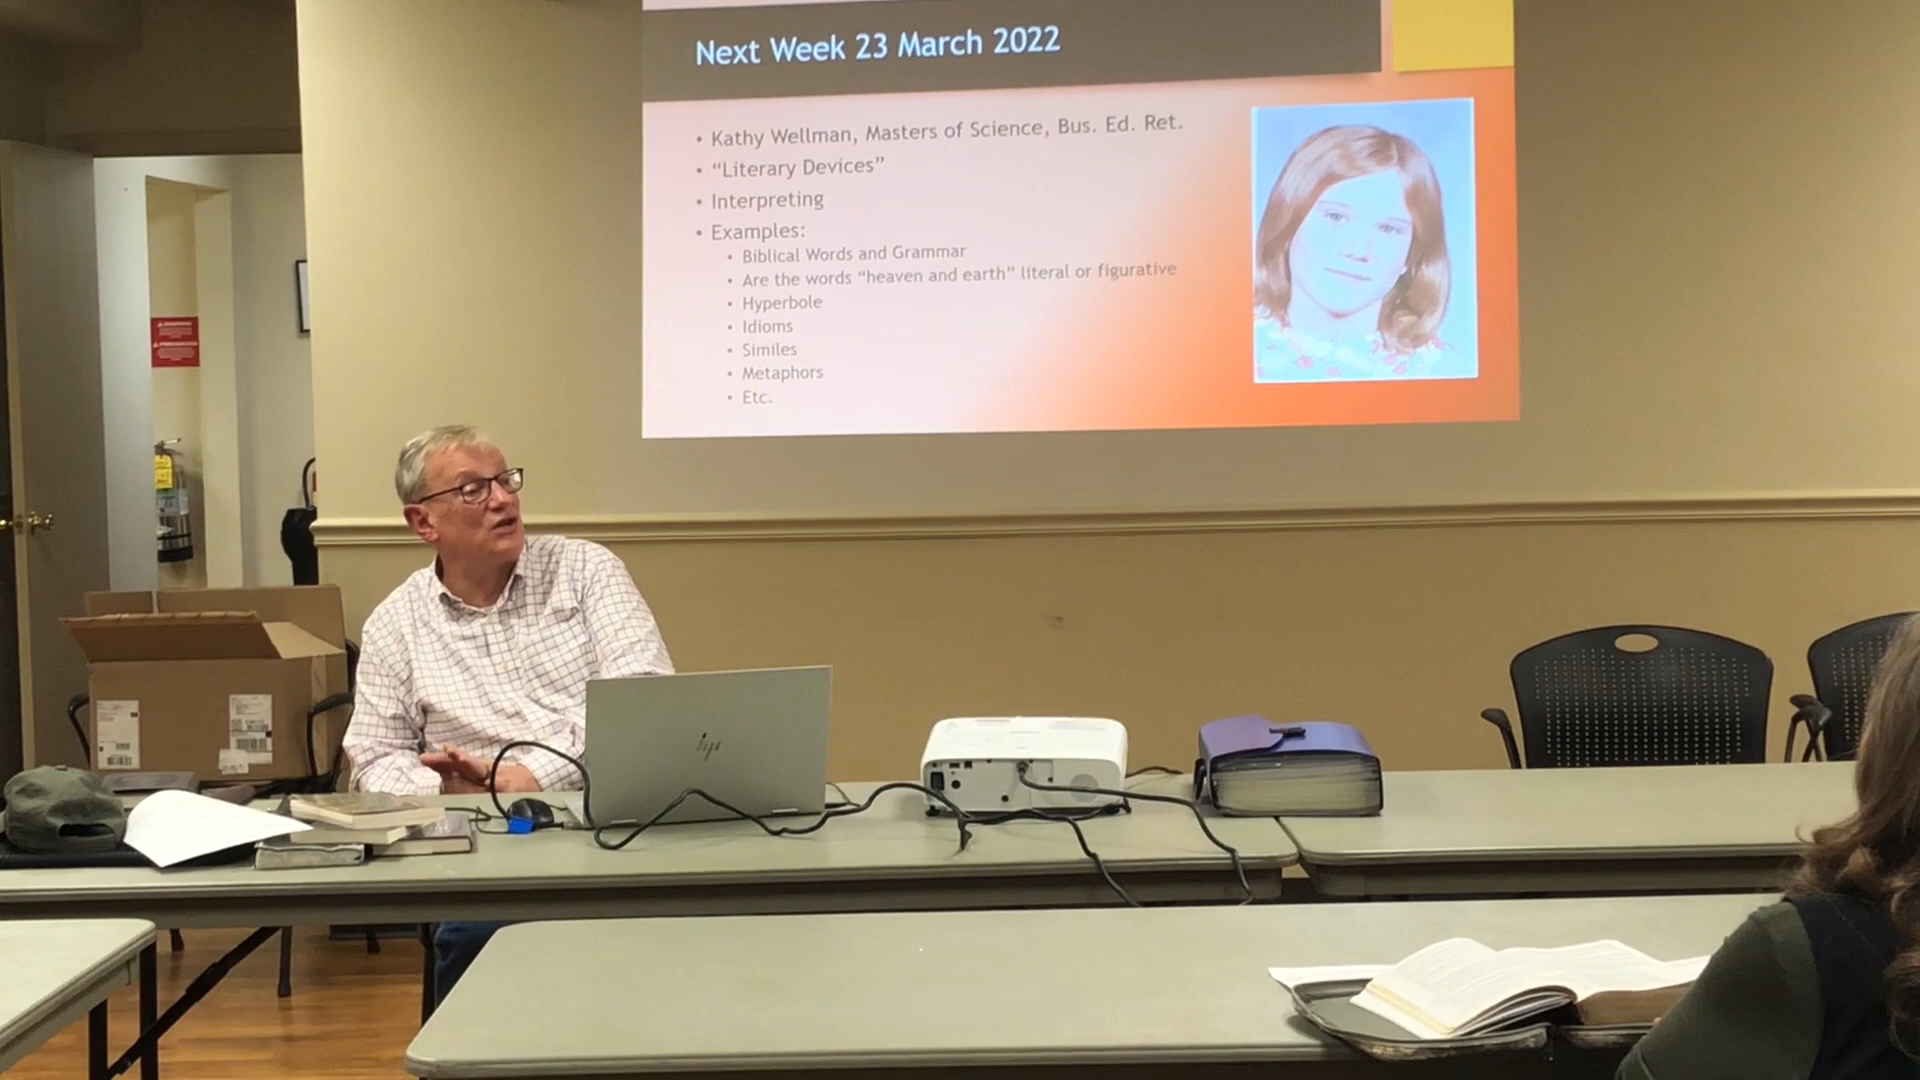 Next Week 23 March 2022
• Kathy Wellman, Masters of Science, Bus. Ed. Ret.
• “Literary Devices”
• Interpreting
• Examples:
• Biblical Words and Grammar
• Are the words “heaven and earth” literal or figurative
• Hyperbole
• Idioms
• Similes
• Metaphors
• Etc.
hp